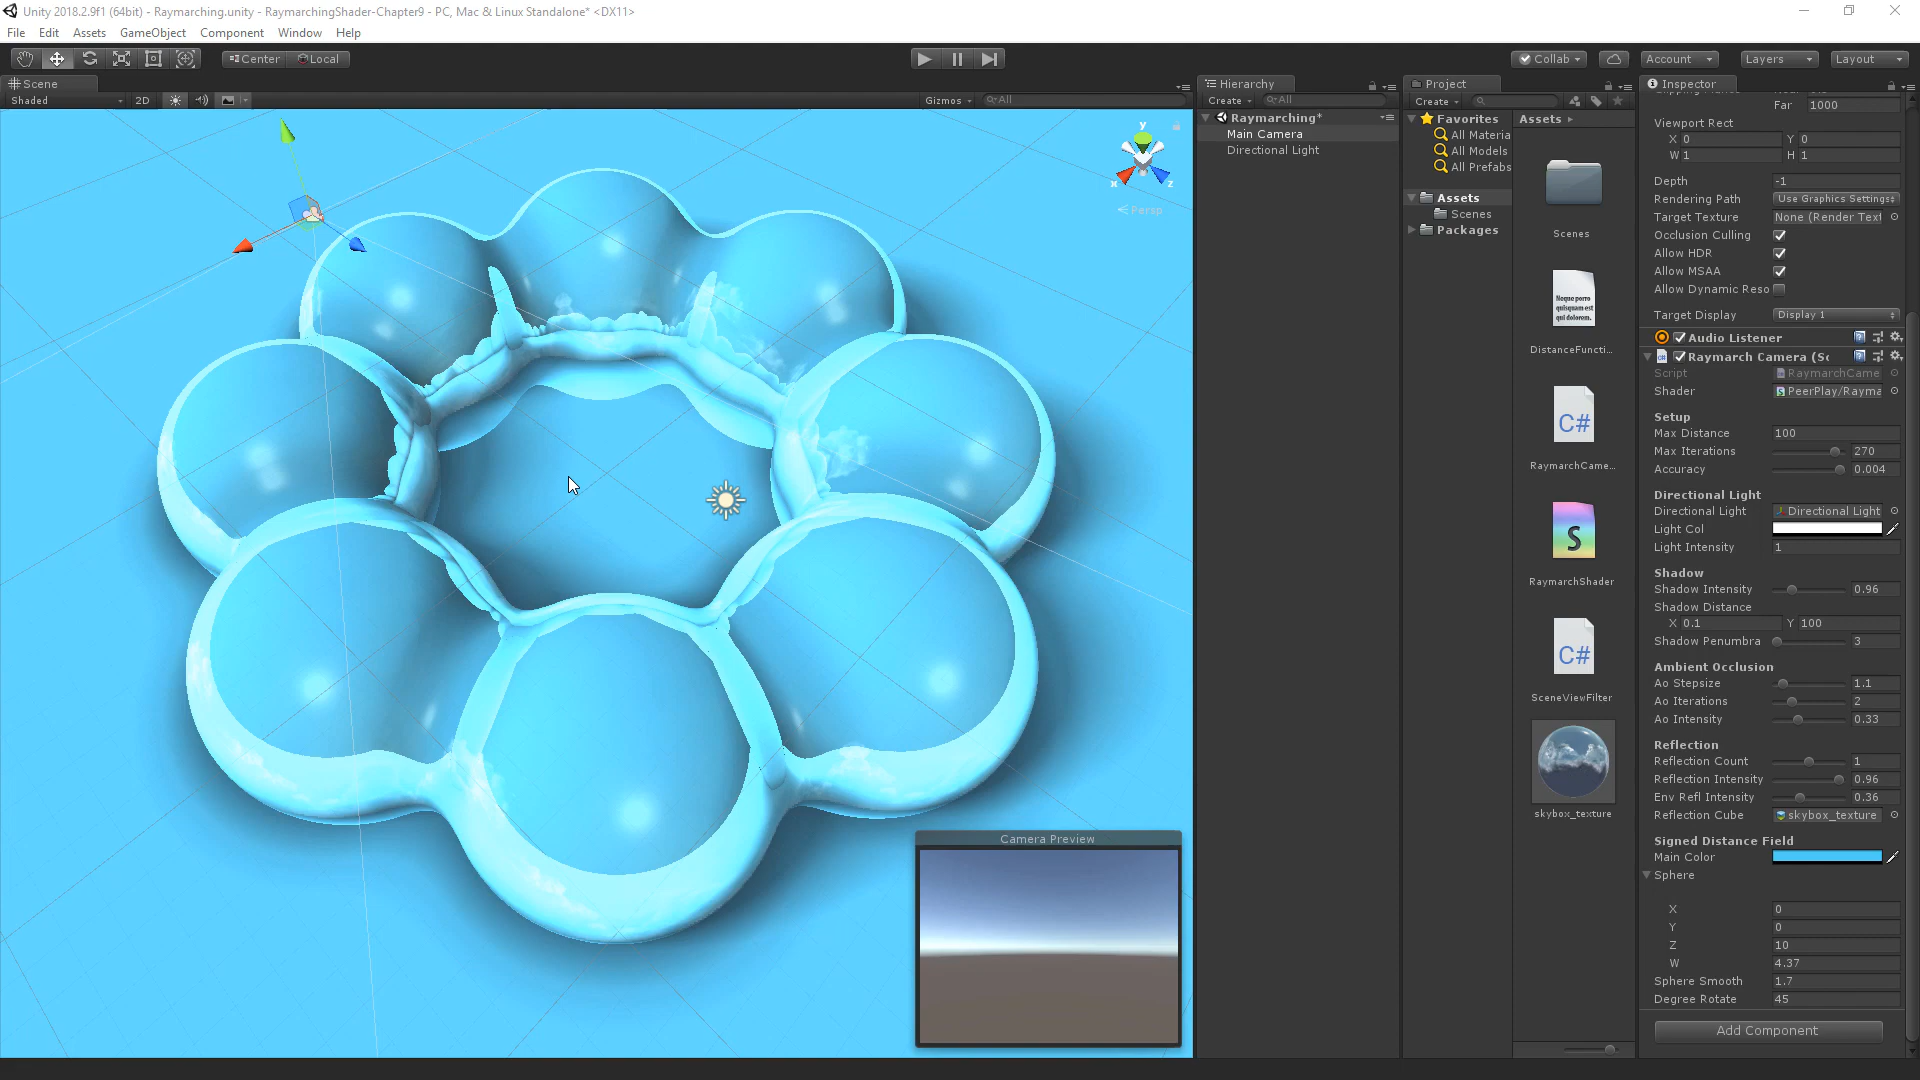 Unity 2018.2.9f1 (64bit) - Raymarching.unity - RaymarchingShader-Chapter9 - PC, Mac & Linux Standalone* <DX11>
File Edit Assets GameObject Component Window Help
Center Local
Collab Account Layers Layout
Scene
Shaded 2D Gizmos All
y
x z
Persp
Camera Preview
Hierarchy
Create All
Raymarching*
Main Camera
Directional Light
Project
Create
Favorites
All Materia
All Models
All Prefabs
Assets
Scenes
Packages
Assets
Scenes
Neque porro
quisquam est
qui dolorem.
DistanceFuncti...
C#
RaymarchCame...
S
RaymarchShader
C#
SceneViewFilter
skybox_texture
Inspector
Far 1000
Viewport Rect
X 0 Y 0
W 1 H 1
Depth -1
Rendering Path Use Graphics Settings
Target Texture None (Render Text
Occlusion Culling
Allow HDR
Allow MSAA
Allow Dynamic Reso
Target Display Display 1
Audio Listener
Raymarch Camera (Sc
Script RaymarchCame
Shader PeerPlay/Rayma
Setup
Max Distance 100
Max Iterations 270
Accuracy 0.004
Directional Light
Directional Light Directional Light
Light Col
Light Intensity 1
Shadow
Shadow Intensity 0.96
Shadow Distance
X 0.1 Y 100
Shadow Penumbra 3
Ambient Occlusion
Ao Stepsize 1.1
Ao Iterations 2
Ao Intensity 0.33
Reflection
Reflection Count 1
Reflection Intensity 0.96
Env Refl Intensity 0.36
Reflection Cube skybox_texture
Signed Distance Field
Main Color
Sphere
X 0
Y 0
Z 10
W 4.37
Sphere Smooth 1.7
Degree Rotate 45
Add Component